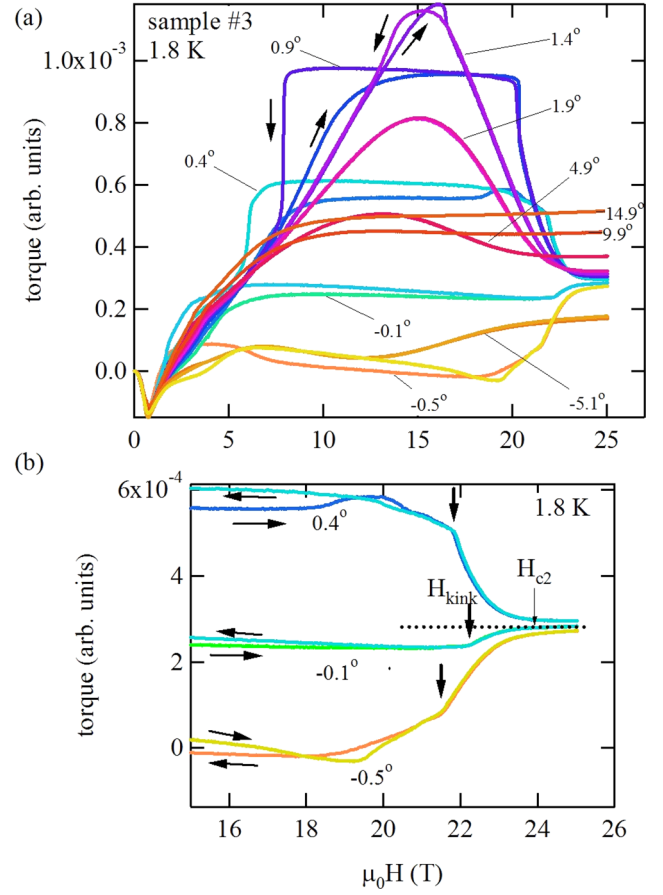 (a)
sample #3
1.8 K
1.0x10⁻³
0.8
0.6
0.4
0.2
0.0
torque (arb. units)
0.9°
1.4°
1.9°
0.4°
4.9°
14.9°
9.9°
-0.1°
-0.5°
-5.1°
0 5 10 15 20 25
(b)
6x10⁻⁴
4
2
0
torque (arb. units)
1.8 K
0.4°
H_kink
H_c2
-0.1°
-0.5°
16 18 20 22 24 26
μ₀H (T)